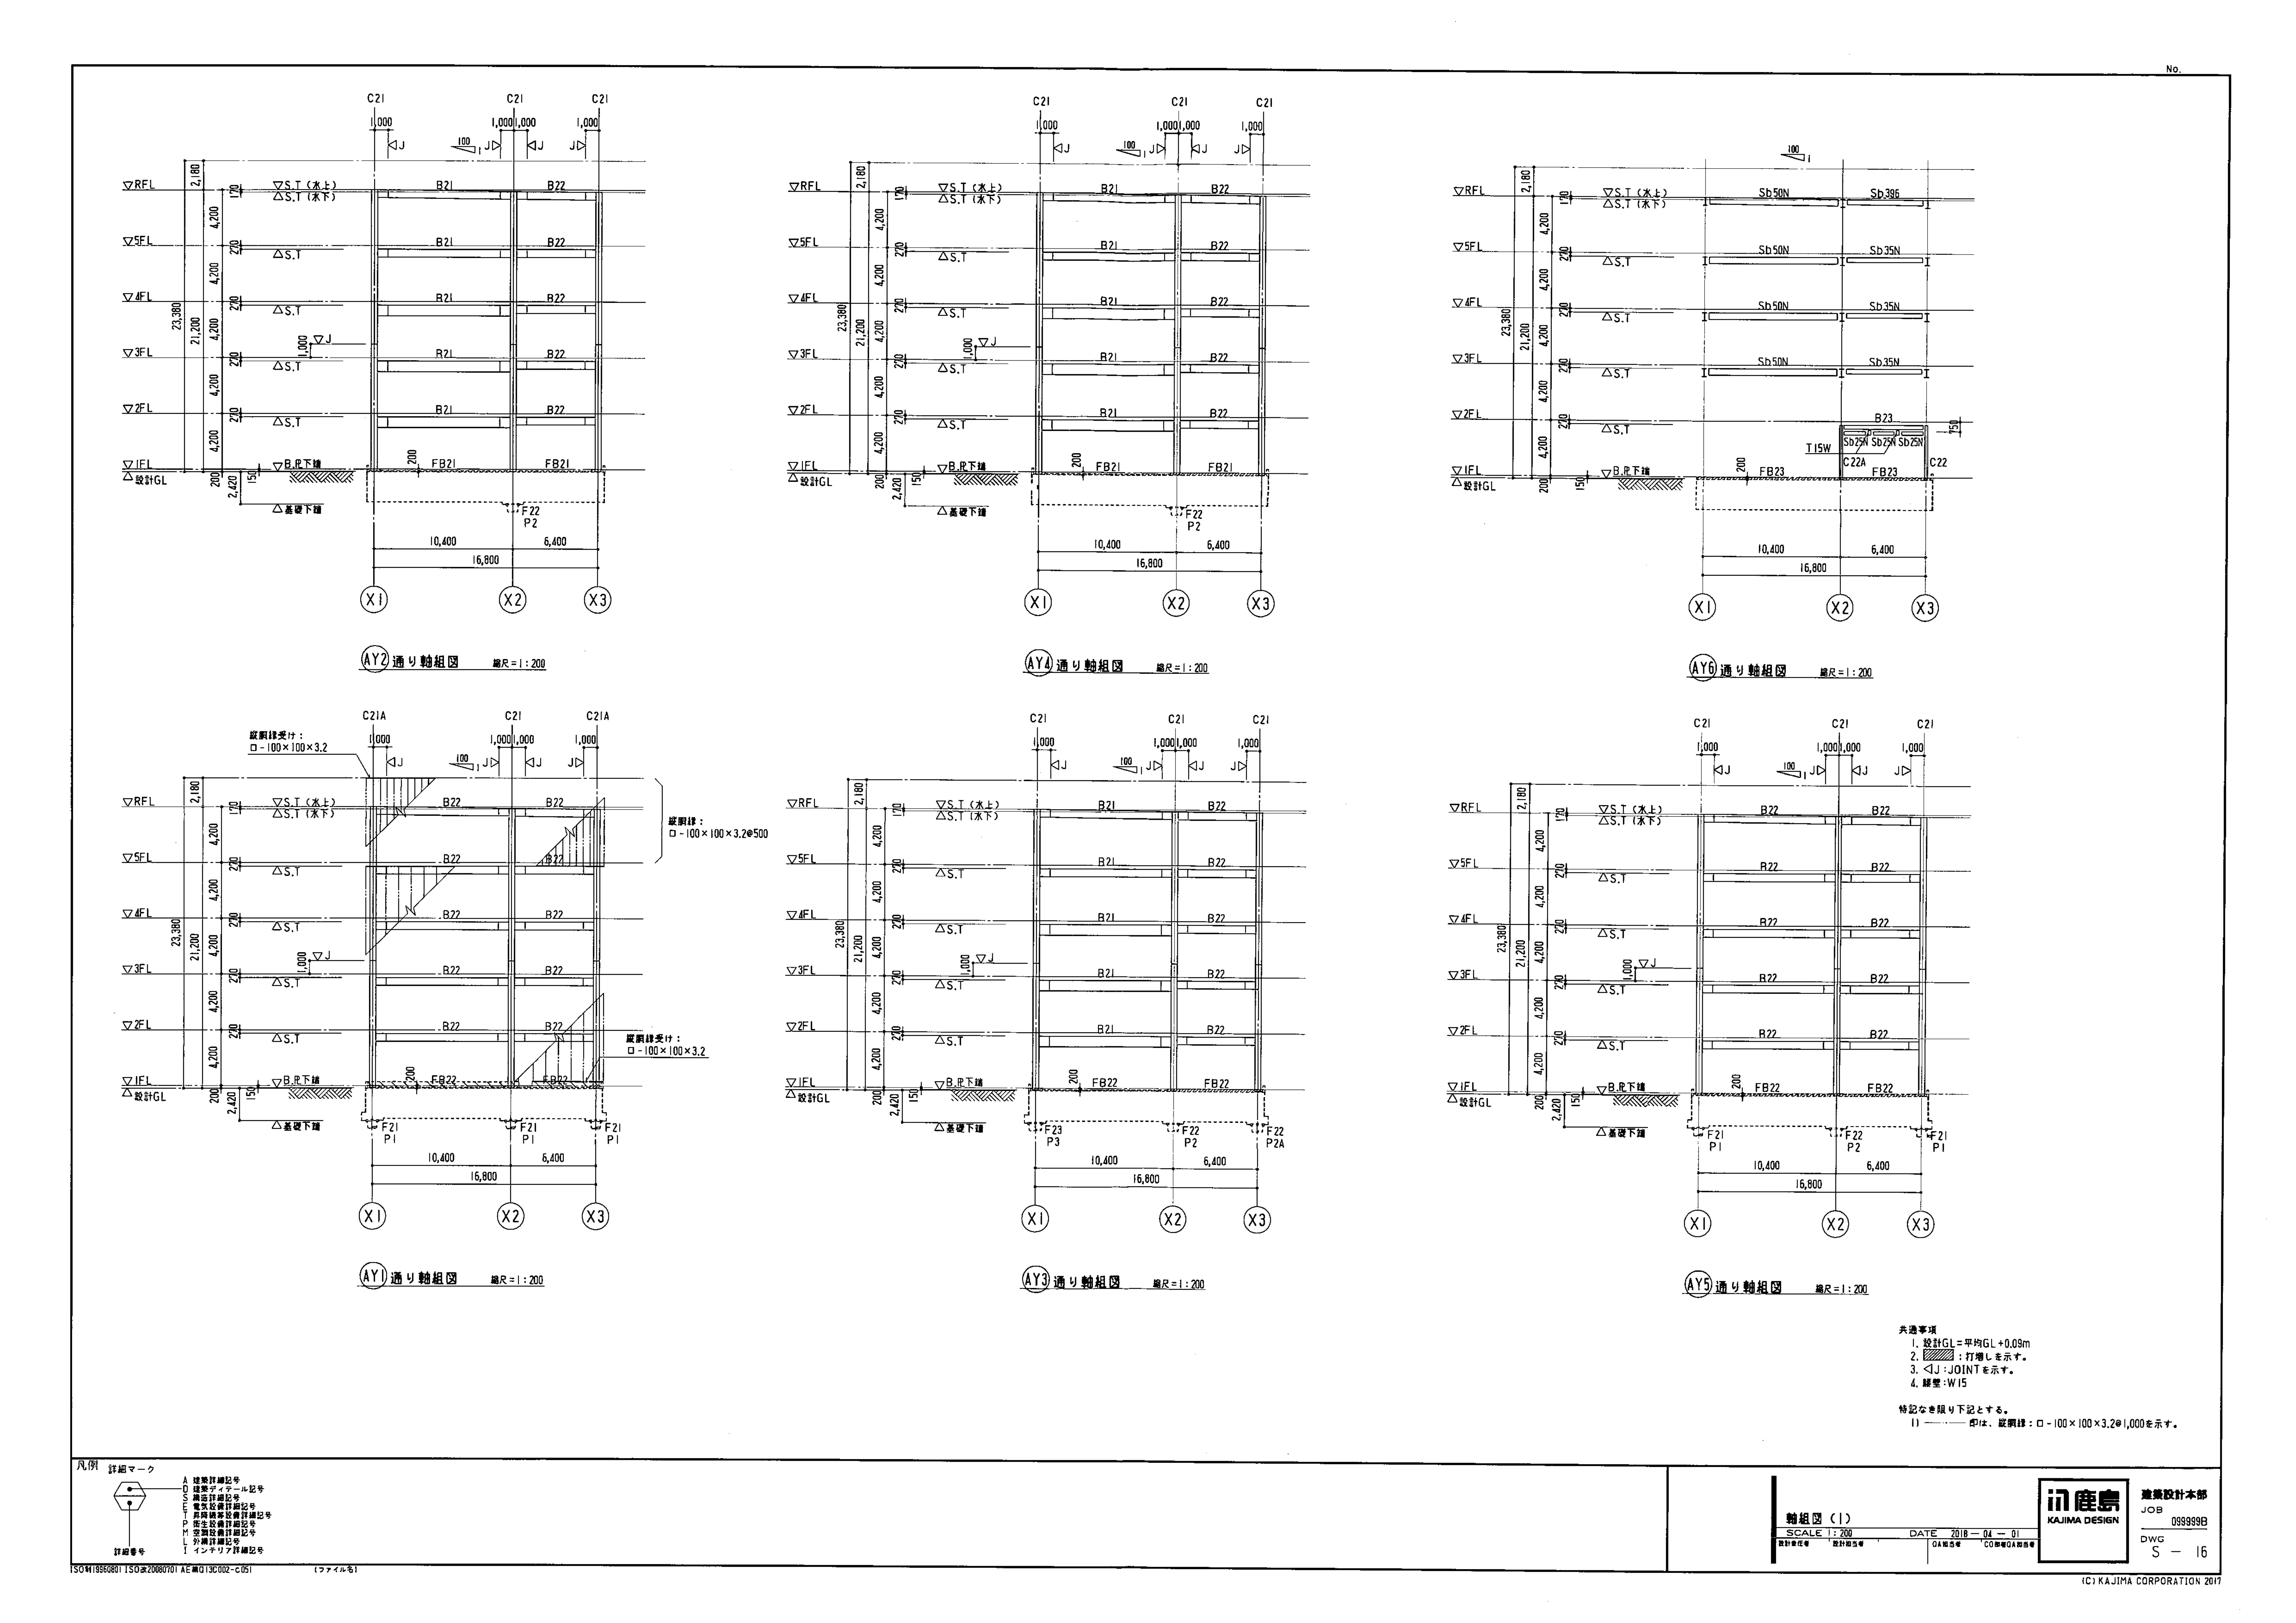 No.
C21 C21 C21
1,000 1,000 1,000 1,000
J 100 1 J J J
2,180
▽RFL 170 ▽S.T (水上) B21 B22
△S.T (水下)
4,200
▽5FL 270 B21 B22
△S.T
4,200
▽4FL 270 B21 B22
△S.T
23,380 21,200 4,200 1,000 ▽J
▽3FL 270 B21 B22
△S.T
4,200
▽2FL 270 B21 B22
△S.T
4,200
▽1FL ▽B.P.下端 200 FB21 FB21
△設計GL 200 2,420 150
△基礎下端 F22
P2
10,400 6,400
16,800
X1 X2 X3
AY2 通り軸組図 縮尺=1:200
C21 C21 C21
1,000 1,000 1,000 1,000
J 100 1 J J J
2,180
▽RFL 170 ▽S.T (水上) B21 B22
△S.T (水下)
4,200
▽5FL 270 B21 B22
△S.T
4,200
▽4FL 270 B21 B22
△S.T
23,380 21,200 4,200 1,000 ▽J
▽3FL 270 B21 B22
△S.T
4,200
▽2FL 270 B21 B22
△S.T
4,200
▽1FL ▽B.P.下端 200 FB21 FB21
△設計GL 200 2,420 150
△基礎下端 F22
P2
10,400 6,400
16,800
X1 X2 X3
AY4 通り軸組図 縮尺=1:200
100 1
2,180
▽RFL 170 ▽S.T (水上) Sb50N Sb396
△S.T (水下)
4,200
▽5FL 270 Sb50N Sb35N
△S.T
4,200
▽4FL 270 Sb50N Sb35N
△S.T
23,380 21,200 4,200
▽3FL 270 Sb50N Sb35N
△S.T
4,200
▽2FL 270 B23
△S.T 750
Sb25N Sb25N Sb25N
T15W
4,200 C22A C22
▽1FL ▽B.P.下端 200 FB23 FB23
△設計GL 200 150
10,400 6,400
16,800
X1 X2 X3
AY6 通り軸組図 縮尺=1:200
C21A C21 C21A
縦胴縁受け:
ロ-100×100×3.2
1,000 1,000 1,000 1,000
J 100 1 J J J
2,180
▽RFL 170 ▽S.T (水上) B22 B22
△S.T (水下)
縦胴縁:
ロ-100×100×3.2@500
4,200
▽5FL 270 B22 B22
△S.T
4,200
▽4FL 270 B22 B22
△S.T
23,380 21,200 4,200 1,000 ▽J
▽3FL 270 B22 B22
△S.T
4,200
▽2FL 270 B22 B22
△S.T
縦胴縁受け:
ロ-100×100×3.2
4,200
▽1FL ▽B.P.下端 200 FB22 FB22
△設計GL 200 2,420 150
△基礎下端 F21 F21 F21
P1 P1 P1
10,400 6,400
16,800
X1 X2 X3
AY1 通り軸組図 縮尺=1:200
C21 C21 C21
1,000 1,000 1,000 1,000
J 100 1 J J J
2,180
▽RFL 170 ▽S.T (水上) B21 B22
△S.T (水下)
4,200
▽5FL 270 B21 B22
△S.T
4,200
▽4FL 270 B21 B22
△S.T
23,380 21,200 4,200 1,000 ▽J
▽3FL 270 B21 B22
△S.T
4,200
▽2FL 270 B21 B22
△S.T
4,200
▽1FL ▽B.P.下端 200 FB22 FB22
△設計GL 200 2,420 150
△基礎下端 F23 F22 F22
P3 P2 P2A
10,400 6,400
16,800
X1 X2 X3
AY3 通り軸組図 縮尺=1:200
C21 C21 C21
1,000 1,000 1,000 1,000
J 100 1 J J J
2,180
▽RFL 170 ▽S.T (水上) B22 B22
△S.T (水下)
4,200
▽5FL 270 B22 B22
△S.T
4,200
▽4FL 270 B22 B22
△S.T
23,380 21,200 4,200 1,000 ▽J
▽3FL 270 B22 B22
△S.T
4,200
▽2FL 270 B22 B22
△S.T
4,200
▽1FL ▽B.P.下端 200 FB22 FB22
△設計GL 200 2,420 150
△基礎下端 F21 F22 F21
P1 P2 P1
10,400 6,400
16,800
X1 X2 X3
AY5 通り軸組図 縮尺=1:200
共通事項
1. 設計GL=平均GL+0.09m
2. :打増しを示す。
3. ◁J:JOINTを示す。
4. 腰壁:W15
特記なき限り下記とする。
1) 印は、縦胴縁:ロ-100×100×3.2@1,000を示す。
凡例 詳細マーク
A 建築詳細記号
D 建築ディテール記号
S 構造詳細記号
E 電気設備詳細記号
T 昇降機等設備詳細記号
P 衛生設備詳細記号
M 空調設備詳細記号
L 外構詳細記号
I インテリア詳細記号
詳細番号
軸組図 (1)
SCALE 1:200 DATE 2018-04-01
設計責任者 設計担当者 QA担当者
鹿島
KAJIMA DESIGN
建築設計本部
JOB
099999B
DWG
S - 16
ISO制19960801 ISO改20080701 AE第Q13C002-c051 (ファイル名)
(C) KAJIMA CORPORATION 2017